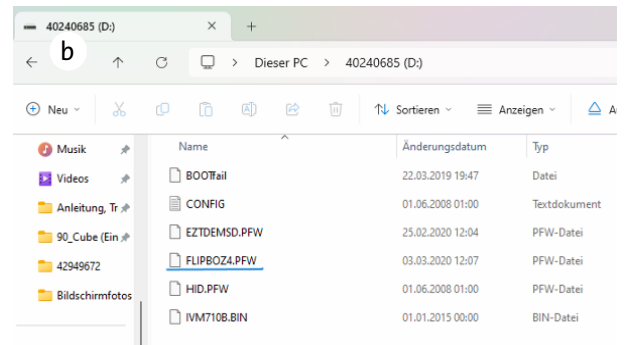 40240685 (D:)
b
Dieser PC > 40240685 (D:)
Neu
Sortieren
Anzeigen
A
Musik
Videos
Anleitung, Tr
90_Cube (Ein
42949672
Bildschirmfotos
Name Änderungsdatum Typ
BOOTfail 22.03.2019 19:47 Datei
CONFIG 01.06.2008 01:00 Textdokument
EZTDEMSD.PFW 25.02.2020 12:04 PFW-Datei
FLIPBOZ4.PFW 03.03.2020 12:07 PFW-Datei
HID.PFW 01.06.2008 01:00 PFW-Datei
IVM710B.BIN 01.01.2015 00:00 BIN-Datei